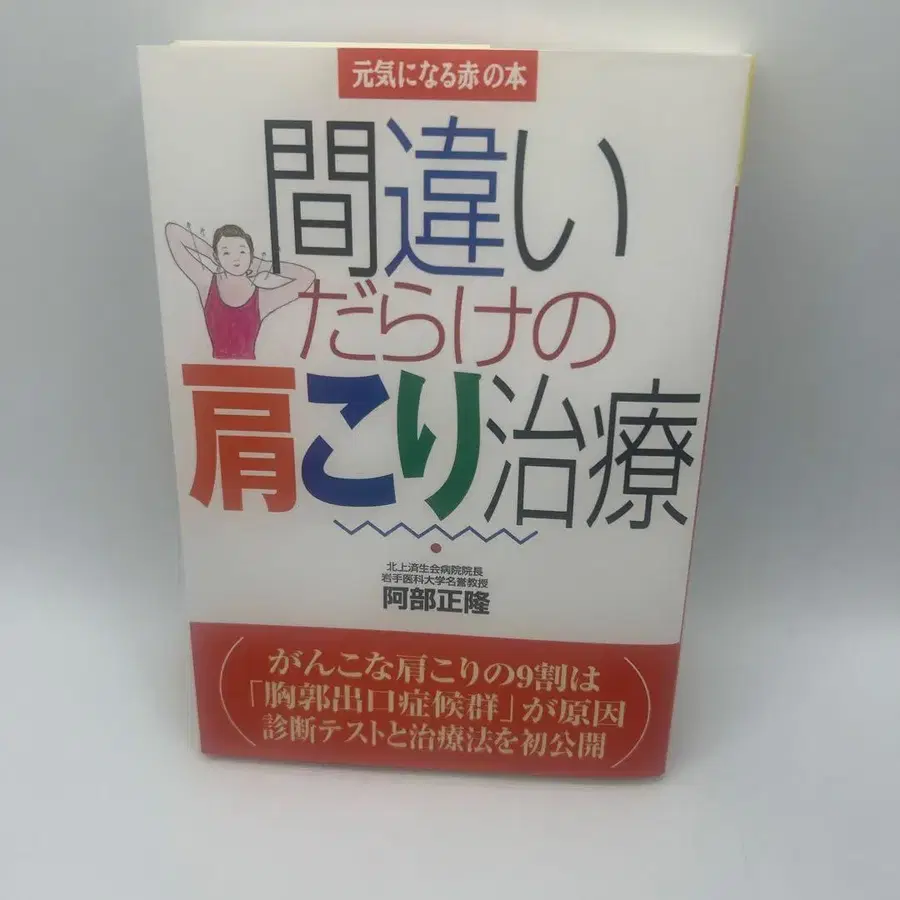 元気になる赤の本
間違い
だらけの
肩こり治療
北上済生会病院院長
岩手医科大学名誉教授
阿部正隆
がんこな肩こりの9割は
「胸郭出口症候群」が原因
診断テストと治療法を初公開